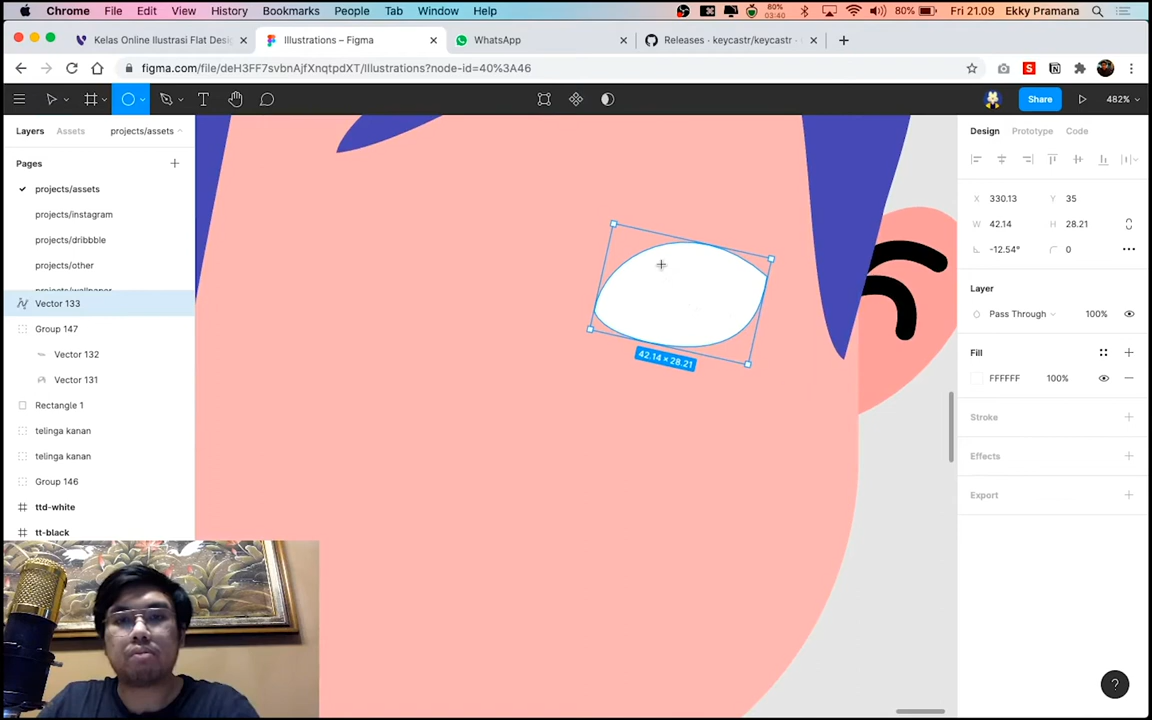 Chrome File Edit View History Bookmarks People Tab Window Help 80% 03:40 80% Fri 21.09 Ekky Pramana
Kelas Online Ilustrasi Flat Desig × Illustrations – Figma × WhatsApp × Releases · keycastr/keycastr · × +
figma.com/file/deH3FF7svbnAjfXnqtpdXT/Illustrations?node-id=40%3A46
Share 482%
Layers Assets projects/assets
Pages
projects/assets
projects/instagram
projects/dribbble
projects/other
projects/wallpaper
Vector 133
Group 147
Vector 132
Vector 131
Rectangle 1
telinga kanan
telinga kanan
Group 146
ttd-white
tt-black
42.14 × 28.21
Design Prototype Code
X 330.13 Y 35
W 42.14 H 28.21
-12.54° 0
Layer
Pass Through 100%
Fill
FFFFFF 100%
Stroke
Effects
Export
?